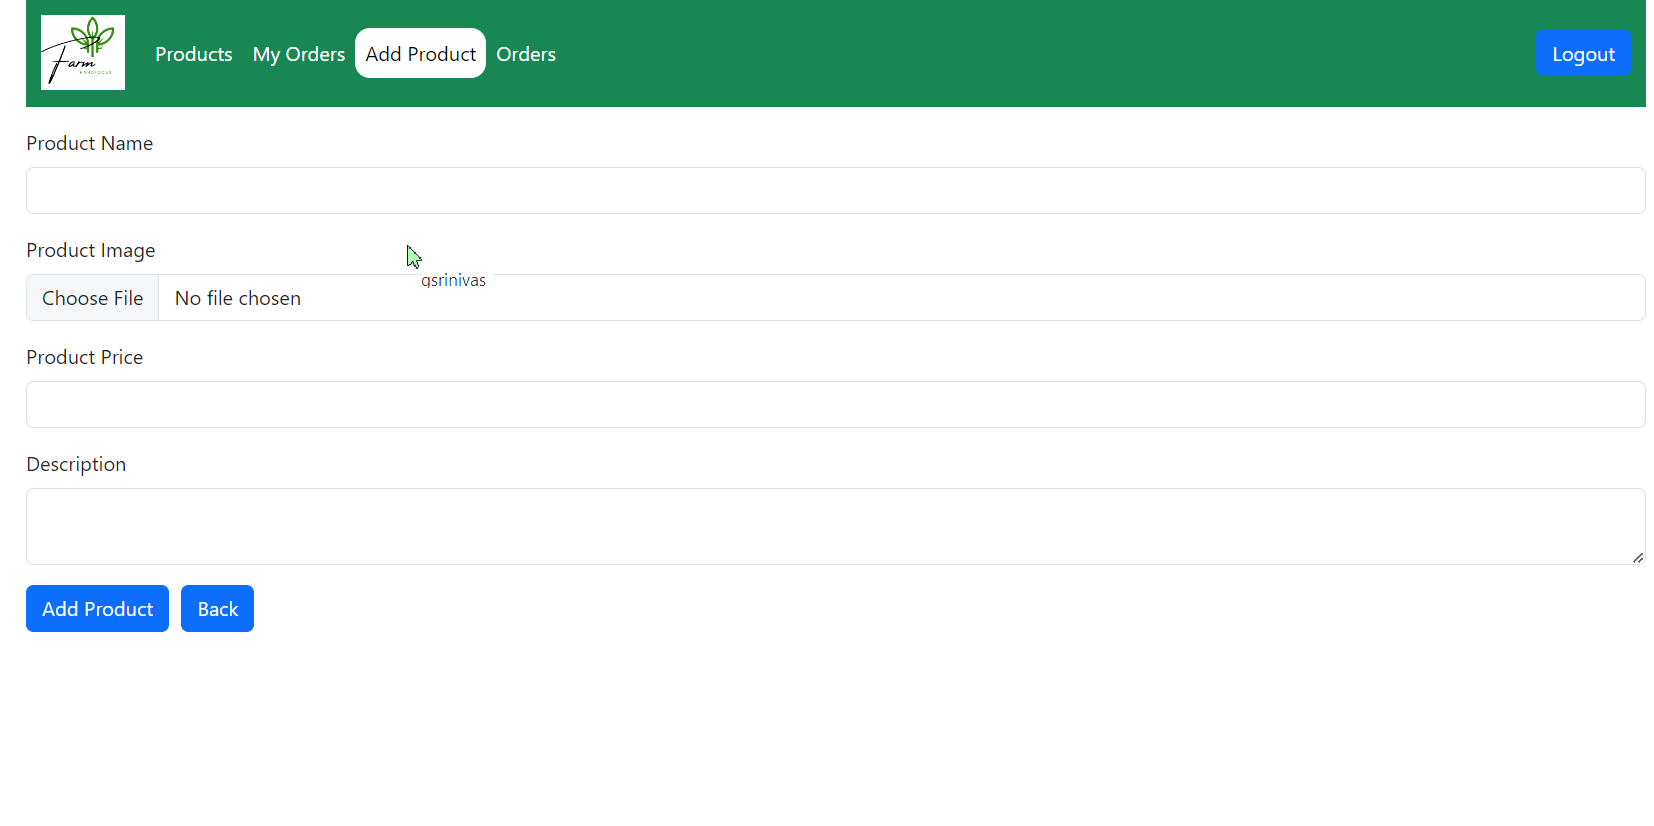 Farm
Products My Orders Add Product Orders Logout
Product Name
Product Image
gsrinivas
Choose File No file chosen
Product Price
Description
Add Product Back